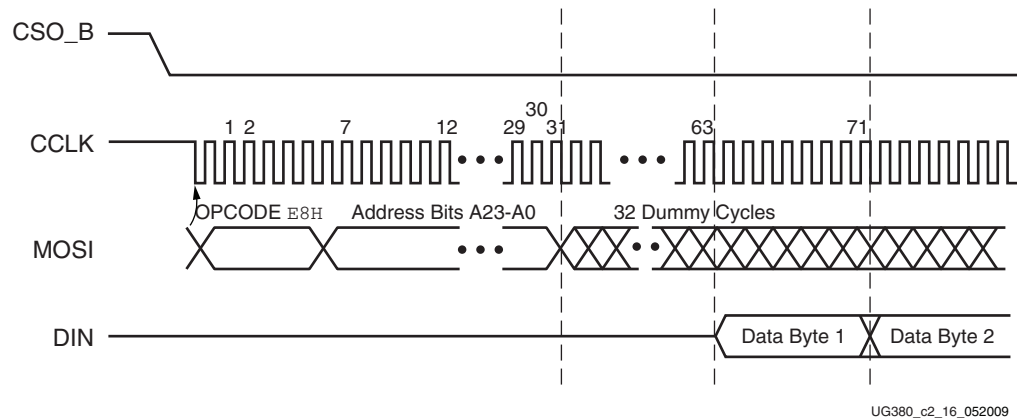 CSO_B
30
1 2 7 12 29 31 63 71
CCLK
OPCODE E8H Address Bits A23-A0 32 Dummy Cycles
MOSI
DIN Data Byte 1 Data Byte 2
UG380_c2_16_052009